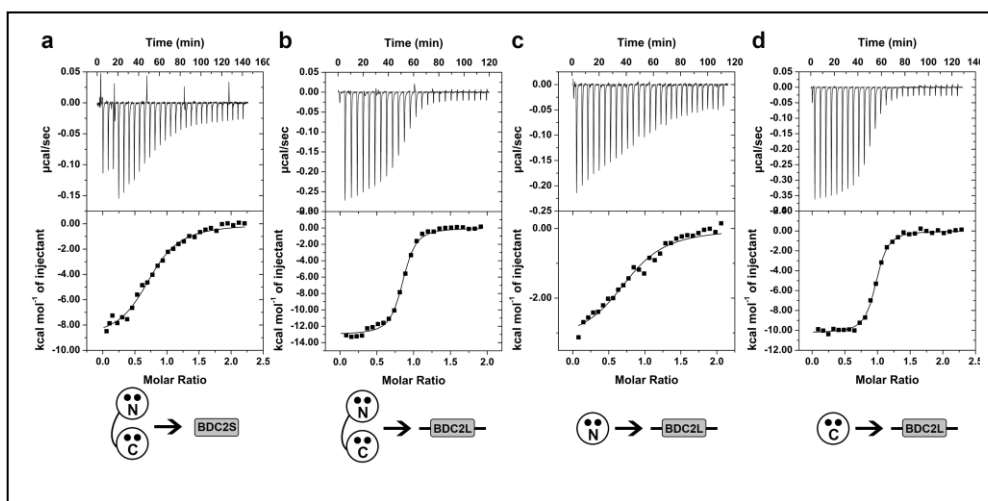 a b c d
Time (min) Time (min) Time (min) Time (min)
0 20 40 60 80 100 120 140 160 0 20 40 60 80 100 120 0 20 40 60 80 100 120 0 20 40 60 80 100 120 140
0.05 0.05 0.05 0.05
0.00 0.00 0.00 0.00
-0.05 -0.05 -0.05 -0.05
-0.10 -0.10 -0.10 -0.10
-0.15 -0.15 -0.15 -0.15
-0.20 -0.20 -0.20
-0.25 -0.25 -0.25
-0.30
-0.35
µcal/sec µcal/sec µcal/sec µcal/sec
0.00 0.00 0.00 0.00
-2.00 -2.00 -2.00 -2.00
-4.00 -4.00 -4.00
-6.00 -6.00 -6.00
-8.00 -8.00 -8.00
-10.00 -10.00 -10.00
-12.00 -12.00
-14.00
kcal mol⁻¹ of injectant kcal mol⁻¹ of injectant kcal mol⁻¹ of injectant kcal mol⁻¹ of injectant
0.0 0.5 1.0 1.5 2.0 2.5 0.0 0.5 1.0 1.5 2.0 0.0 0.5 1.0 1.5 2.0 0.0 0.5 1.0 1.5 2.0 2.5
Molar Ratio Molar Ratio Molar Ratio Molar Ratio
N C BDC2S
N C BDC2L
N BDC2L
C BDC2L